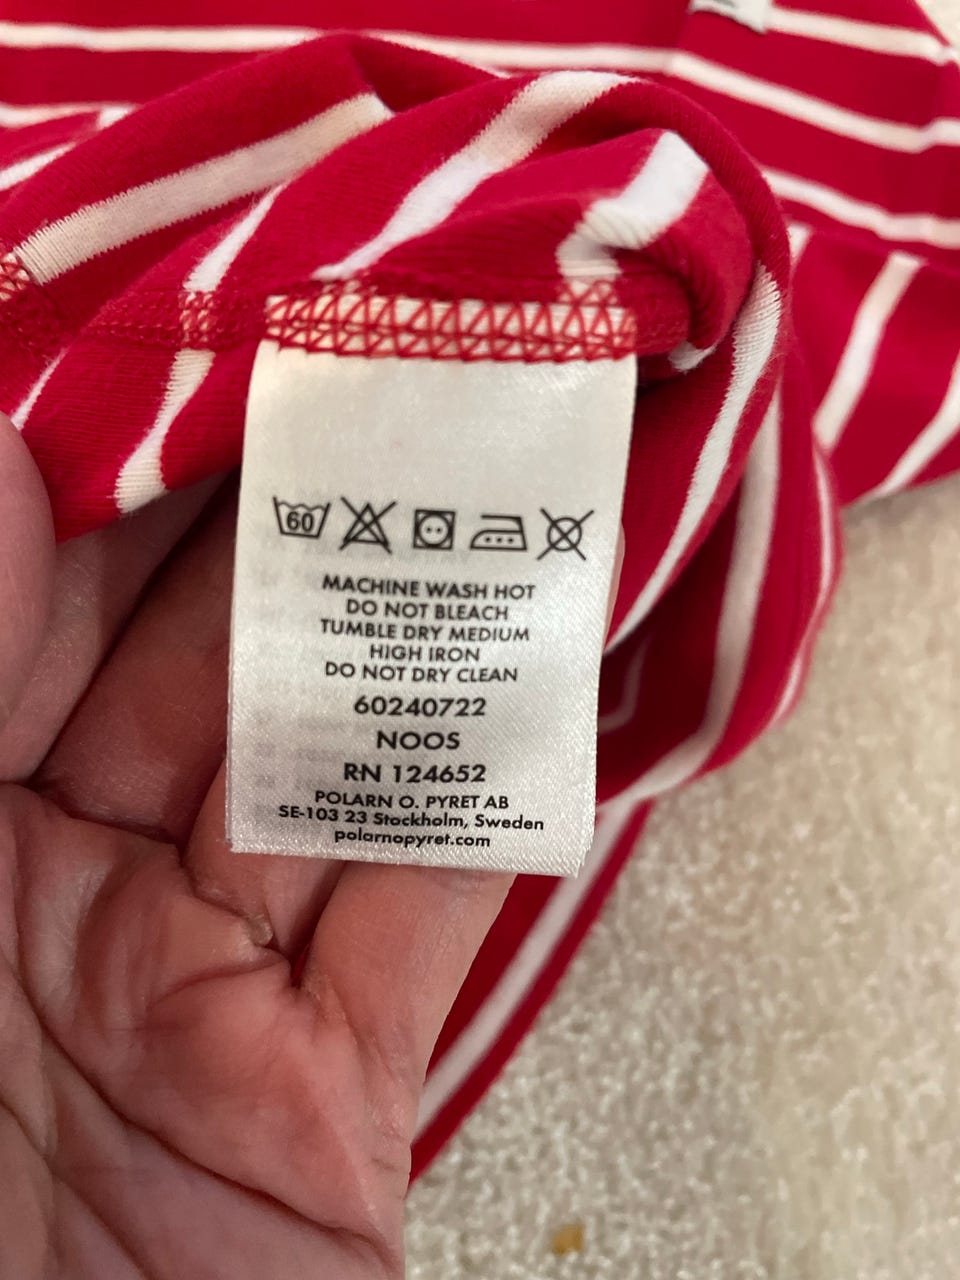 60
MACHINE WASH HOT
DO NOT BLEACH
TUMBLE DRY MEDIUM
HIGH IRON
DO NOT DRY CLEAN
60240722
NOOS
RN 124652
POLARN O. PYRET AB
SE-103 23 Stockholm, Sweden
polarnopyret.com